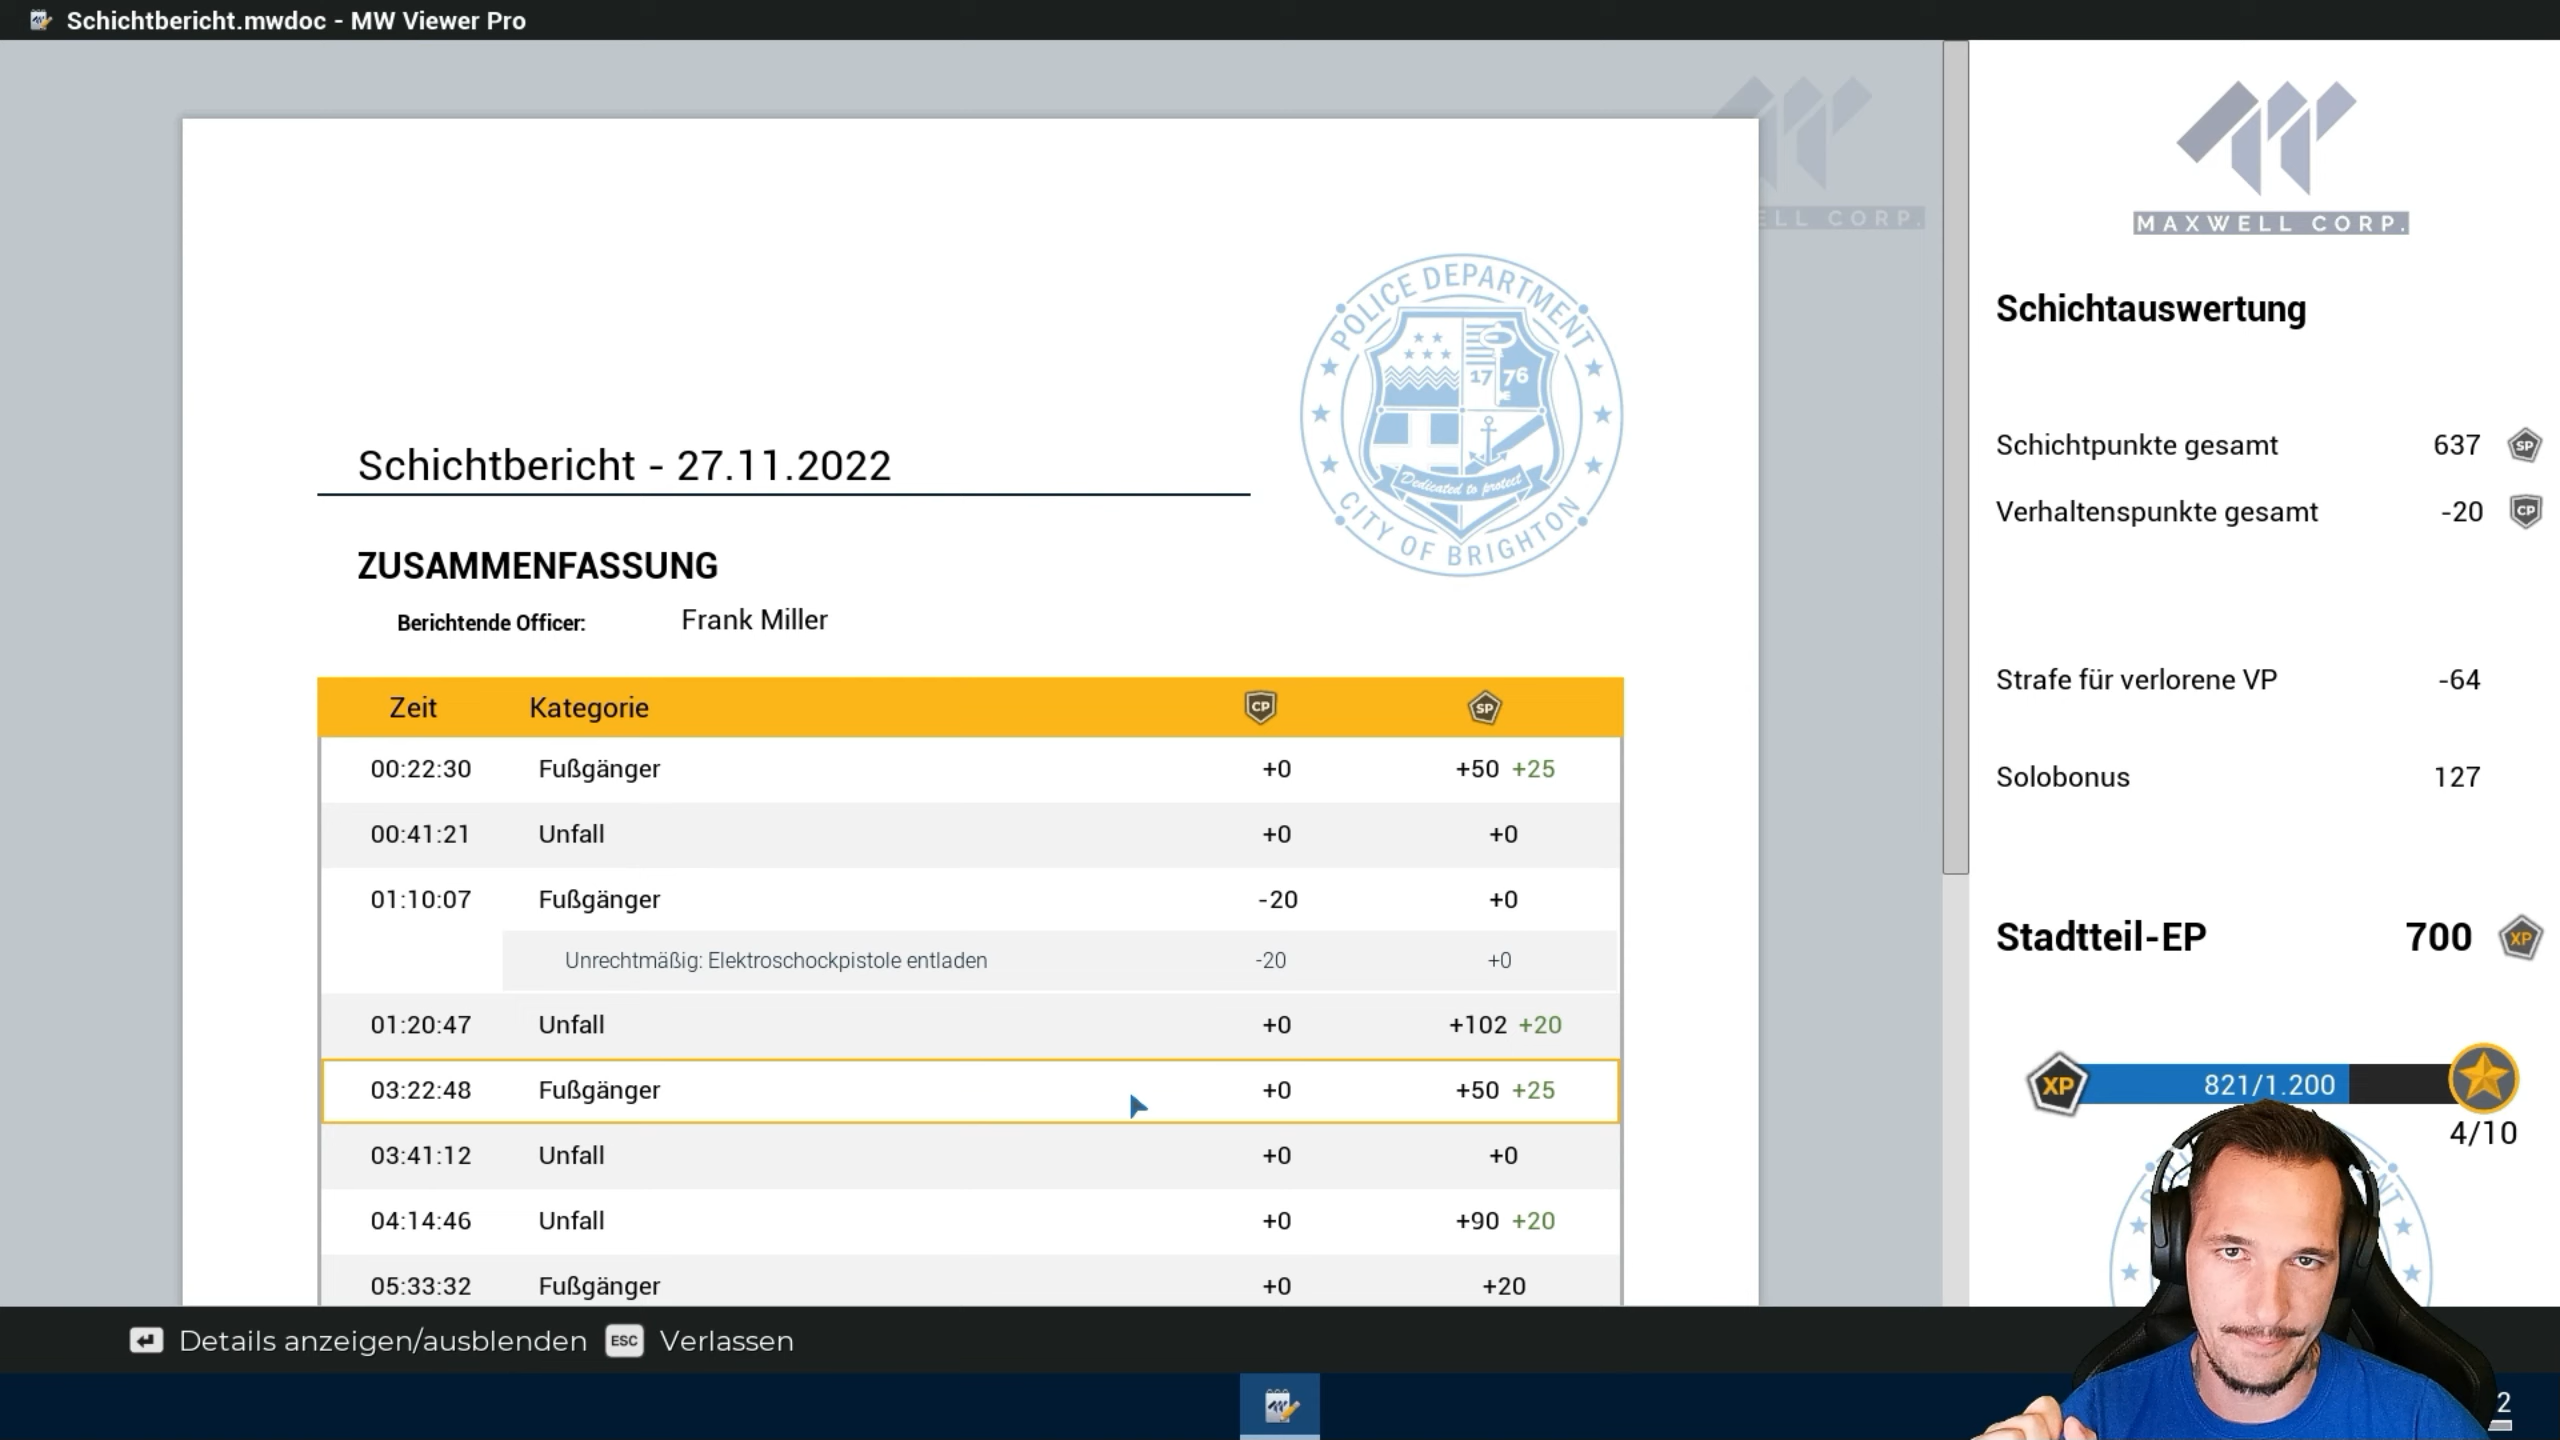 Schichtbericht.mwdoc - MW Viewer Pro
ELL CORP.
POLICE DEPARTMENT
17 76
Dedicated to protect
CITY OF BRIGHTON
Schichtbericht - 27.11.2022
ZUSAMMENFASSUNG
Berichtende Officer: Frank Miller
Zeit Kategorie CP SP
00:22:30 Fußgänger +0 +50 +25
00:41:21 Unfall +0 +0
01:10:07 Fußgänger -20 +0
Unrechtmäßig: Elektroschockpistole entladen -20 +0
01:20:47 Unfall +0 +102 +20
03:22:48 Fußgänger +0 +50 +25
03:41:12 Unfall +0 +0
04:14:46 Unfall +0 +90 +20
05:33:32 Fußgänger +0 +20
MAXWELL CORP.
Schichtauswertung
Schichtpunkte gesamt 637 SP
Verhaltenspunkte gesamt -20 CP
Strafe für verlorene VP -64
Solobonus 127
Stadtteil-EP 700 XP
XP 821/1.200
4/10
Details anzeigen/ausblenden ESC Verlassen
2